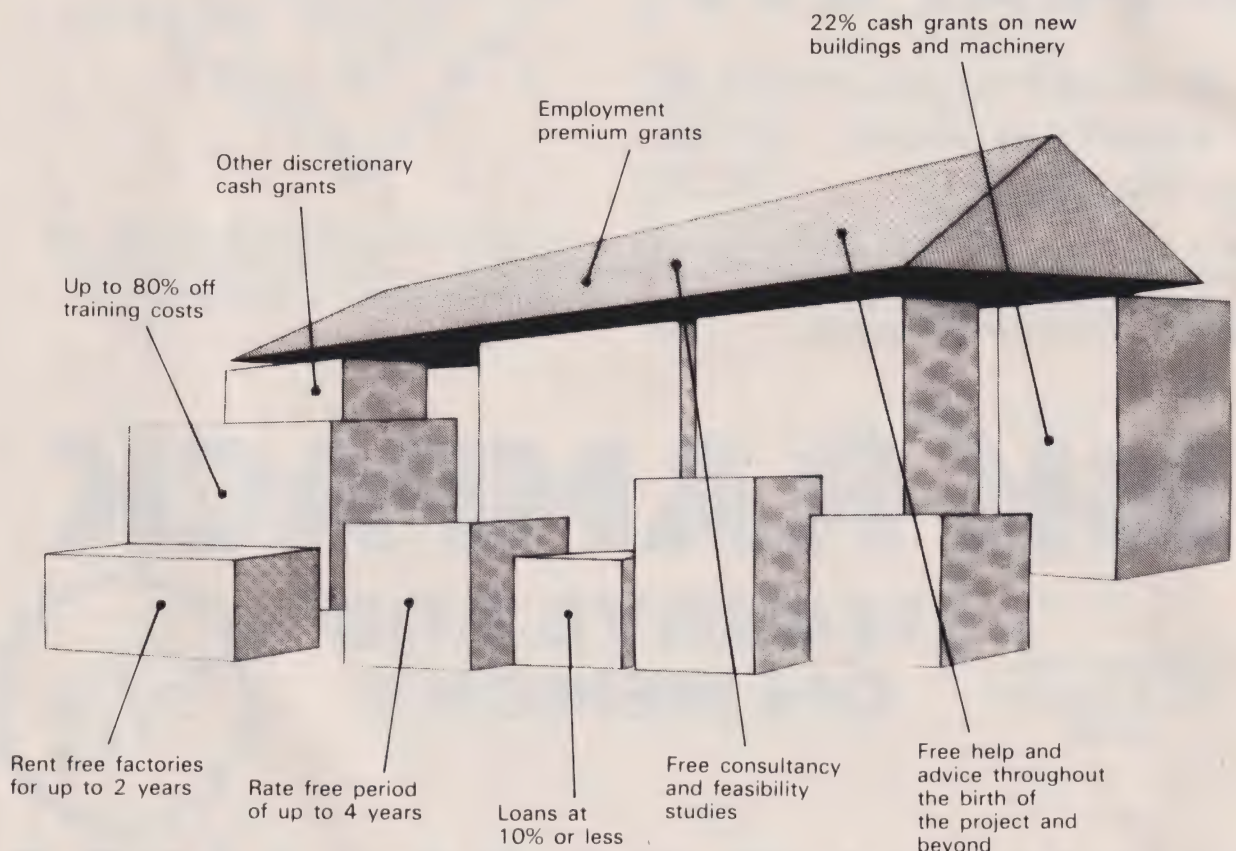 22% cash grants on new
buildings and machinery
Employment
premium grants
Other discretionary
cash grants
Up to 80% off
training costs
Rent free factories
for up to 2 years
Rate free period
of up to 4 years
Loans at
10% or less
Free consultancy
and feasibility
studies
Free help and
advice throughout
the birth of
the project and
beyond